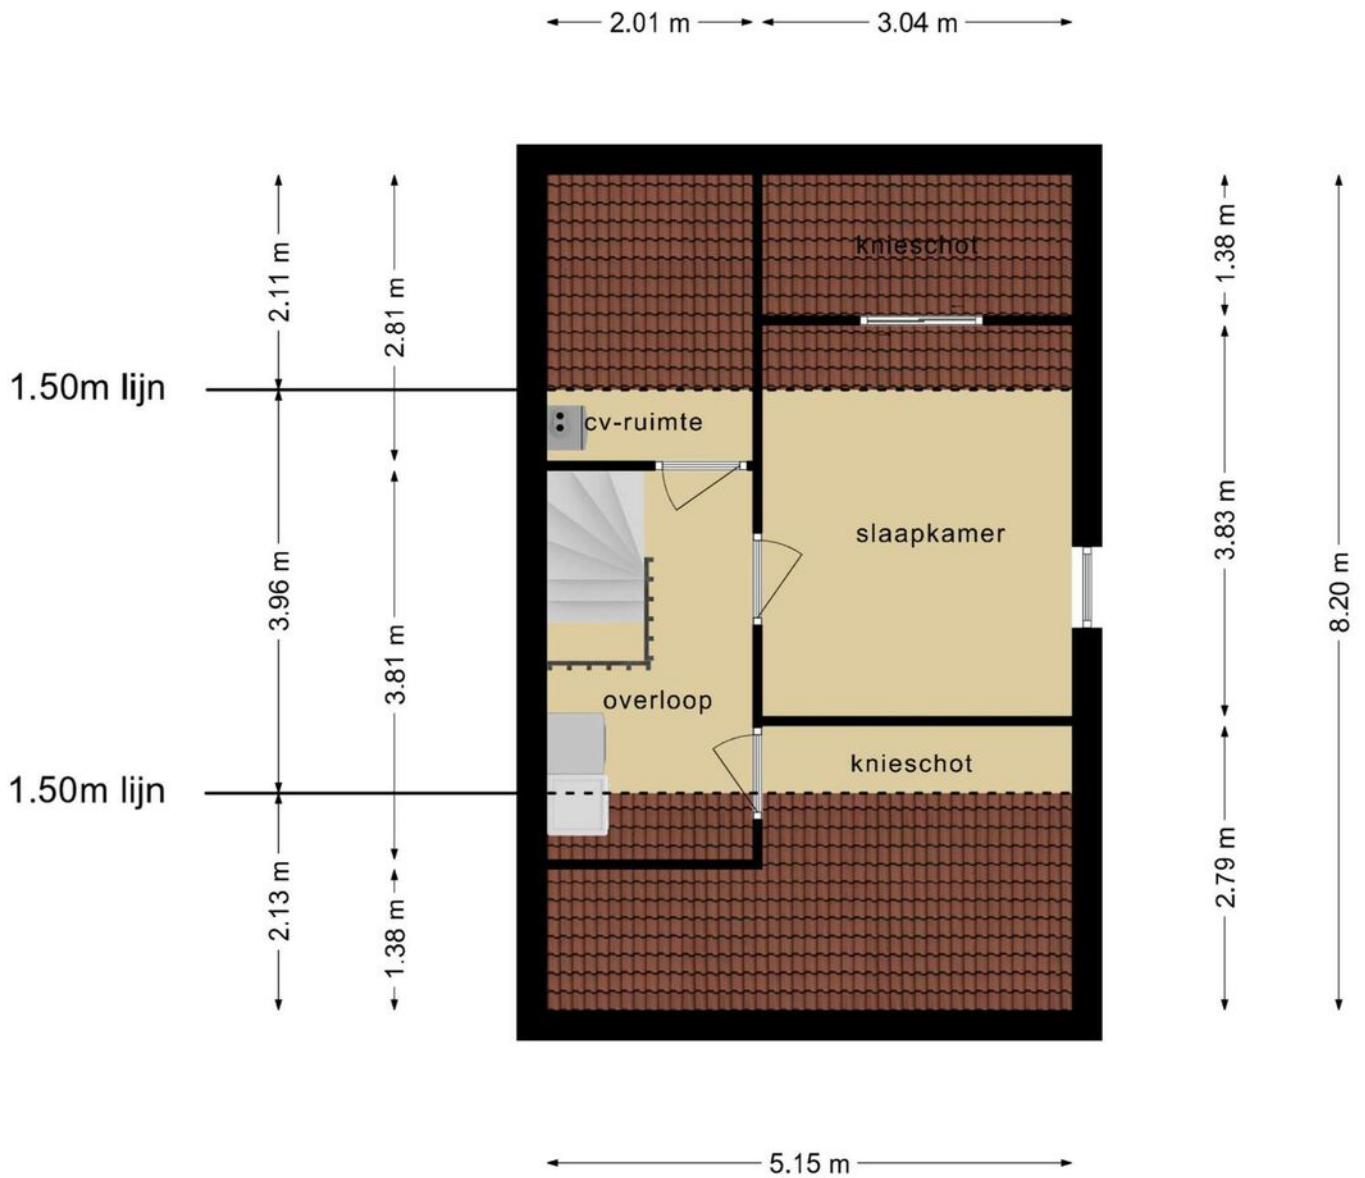 2.01 m
3.04 m
2.11 m
2.81 m
1.38 m
knieschot
1.50m lijn
cv-ruimte
slaapkamer
3.96 m
3.81 m
3.83 m
8.20 m
overloop
knieschot
1.50m lijn
2.13 m
1.38 m
2.79 m
5.15 m